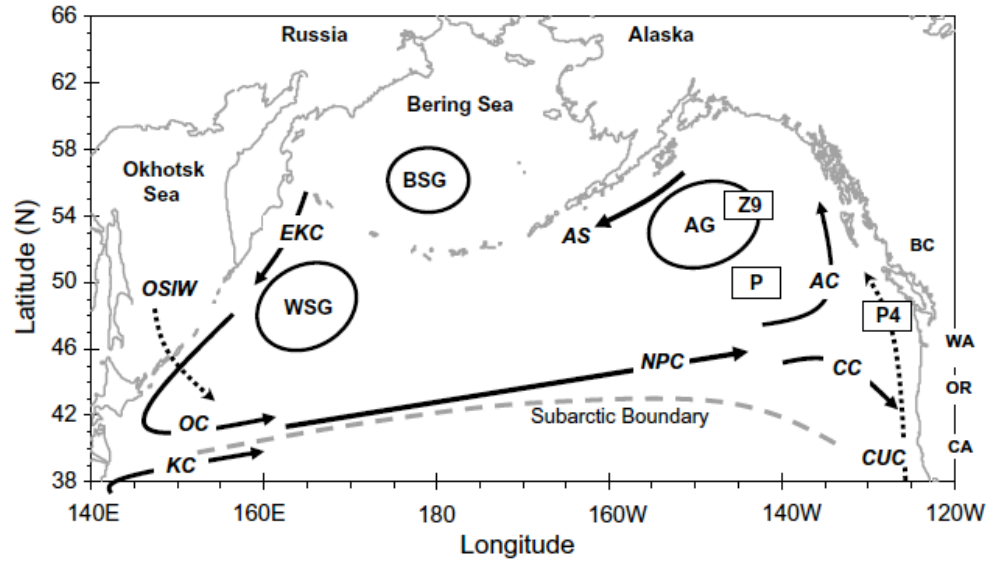 66
62
58
54
50
46
42
38
Latitude (N)
140E
160E
180
160W
140W
120W
Longitude
Russia
Alaska
Bering Sea
Okhotsk
Sea
BSG
EKC
AS
AG
Z9
BC
OSIW
WSG
P
AC
P4
WA
NPC
CC
OR
OC
Subarctic Boundary
KC
CUC
CA